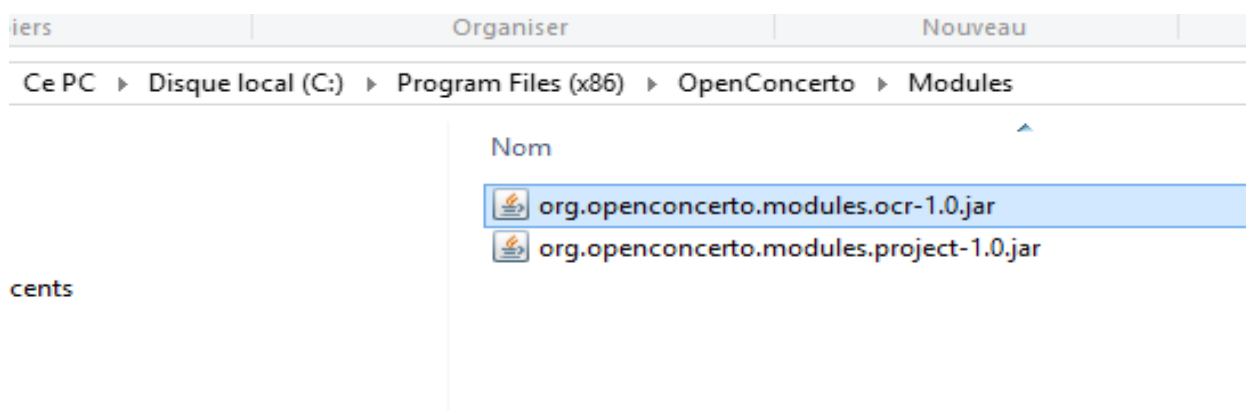 iers Organiser Nouveau
Ce PC Disque local (C:) Program Files (x86) OpenConcerto Modules
Nom
org.openconcerto.modules.ocr-1.0.jar
org.openconcerto.modules.project-1.0.jar
cents